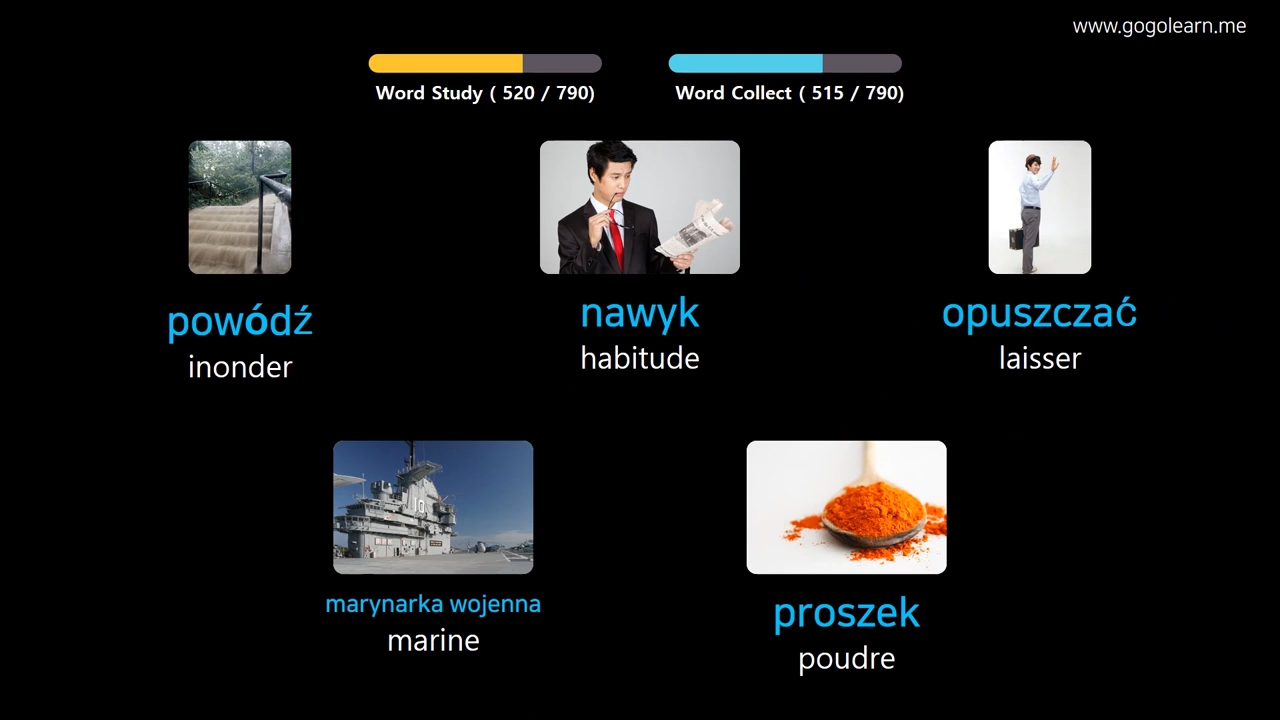 www.gogolearn.me
Word Study ( 520 / 790)
Word Collect ( 515 / 790)
powódź
inonder
nawyk
habitude
opuszczać
laisser
10
marynarka wojenna
marine
proszek
poudre